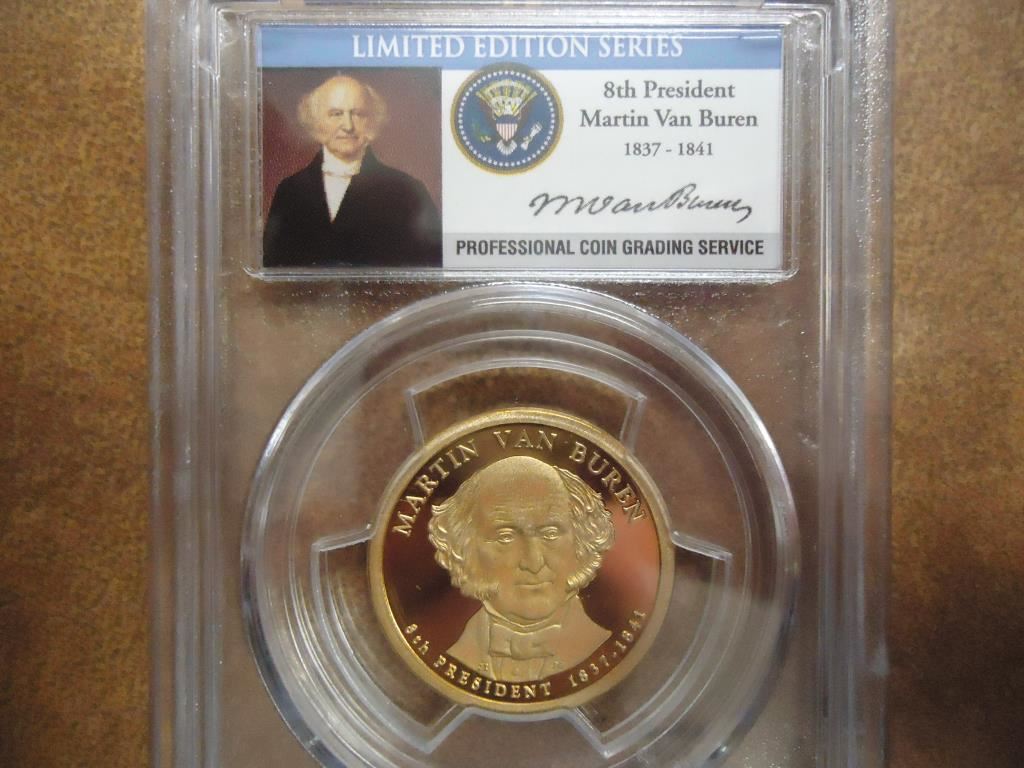 LIMITED EDITION SERIES
8th President
Martin Van Buren
1837 - 1841
MVanBuren
PROFESSIONAL COIN GRADING SERVICE
MARTIN VAN BUREN
8th PRESIDENT 1837-1841